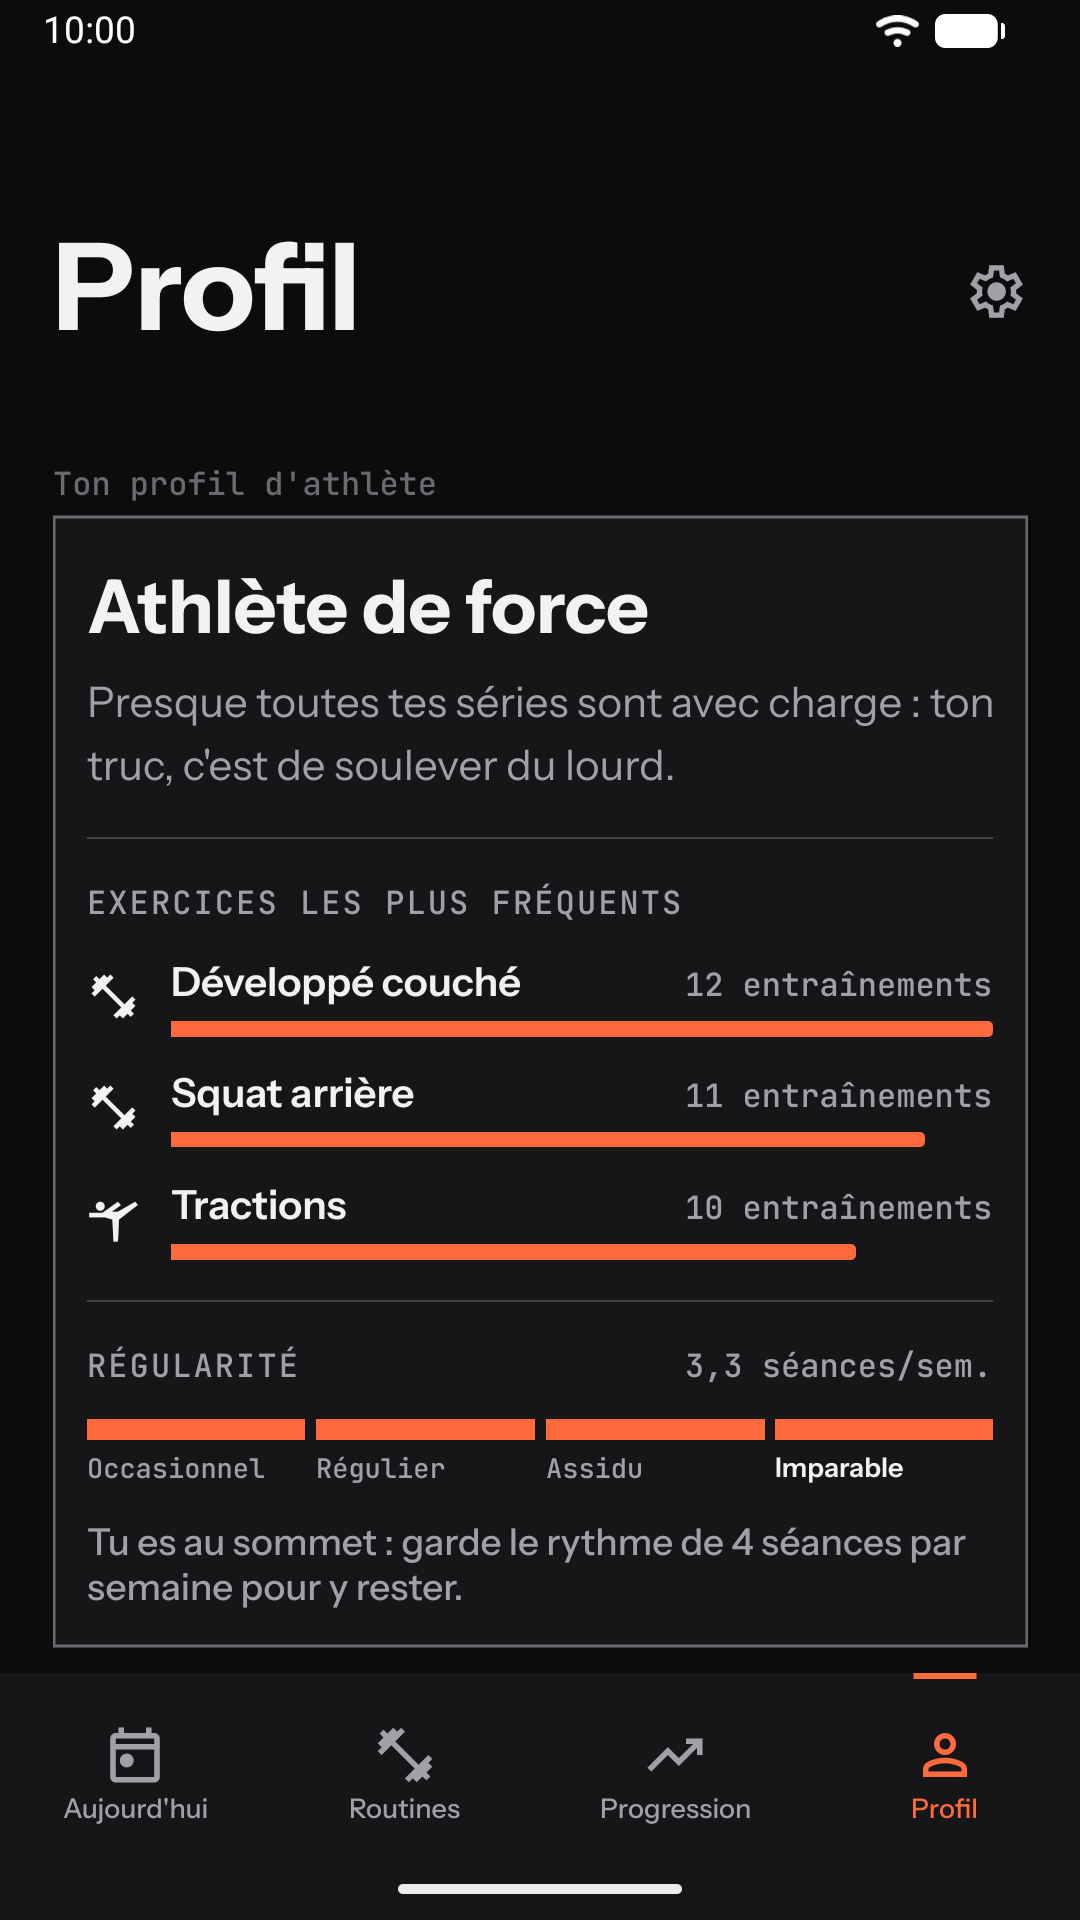 10:00
Profil
Ton profil d'athlète
Athlète de force
Presque toutes tes séries sont avec charge : ton
truc, c'est de soulever du lourd.
EXERCICES LES PLUS FRÉQUENTS
Développé couché
12 entraînements
Squat arrière
11 entraînements
Tractions
10 entraînements
RÉGULARITÉ
3,3 séances/sem.
Occasionnel
Régulier
Assidu
Imparable
Tu es au sommet : garde le rythme de 4 séances par
semaine pour y rester.
Aujourd'hui
Routines
Progression
Profil